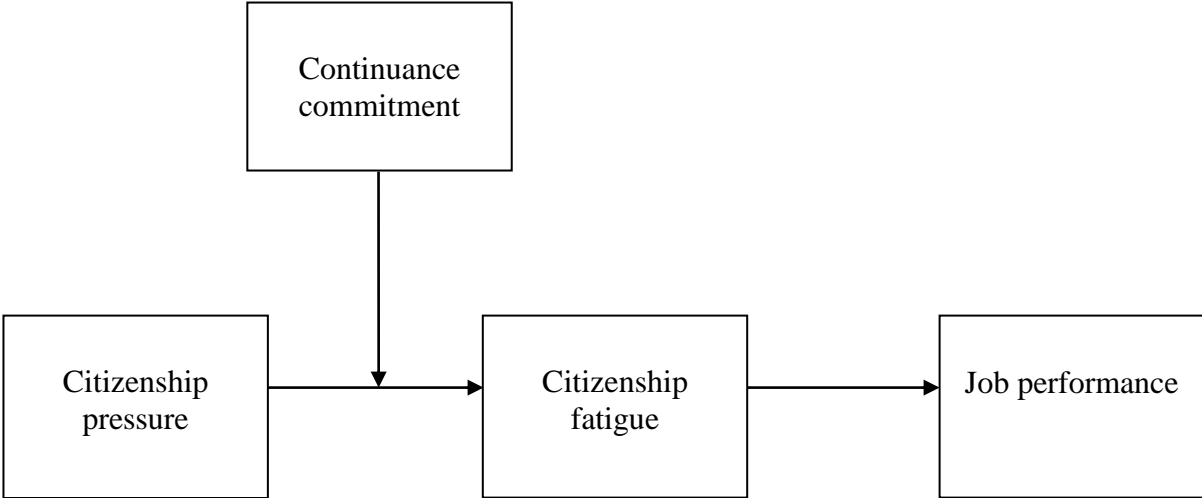 Continuance
commitment
Citizenship
pressure
Citizenship
fatigue
Job performance